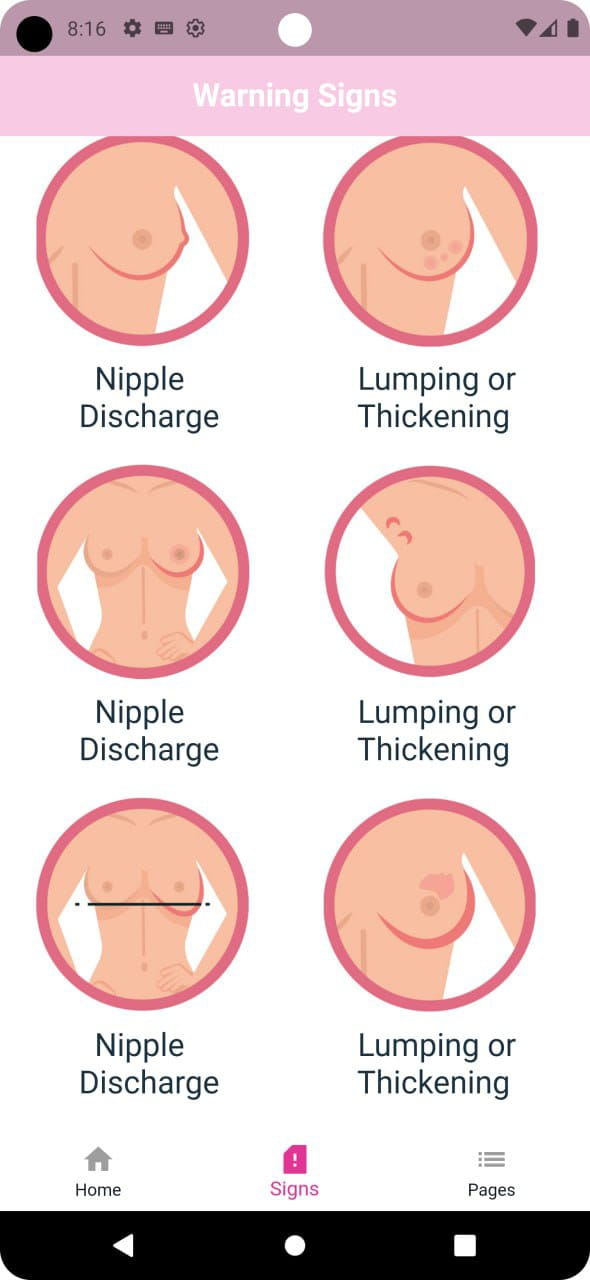 8:16
Warning Signs
Nipple
Discharge
Lumping or
Thickening
Nipple
Discharge
Lumping or
Thickening
Nipple
Discharge
Lumping or
Thickening
Home
Signs
Pages